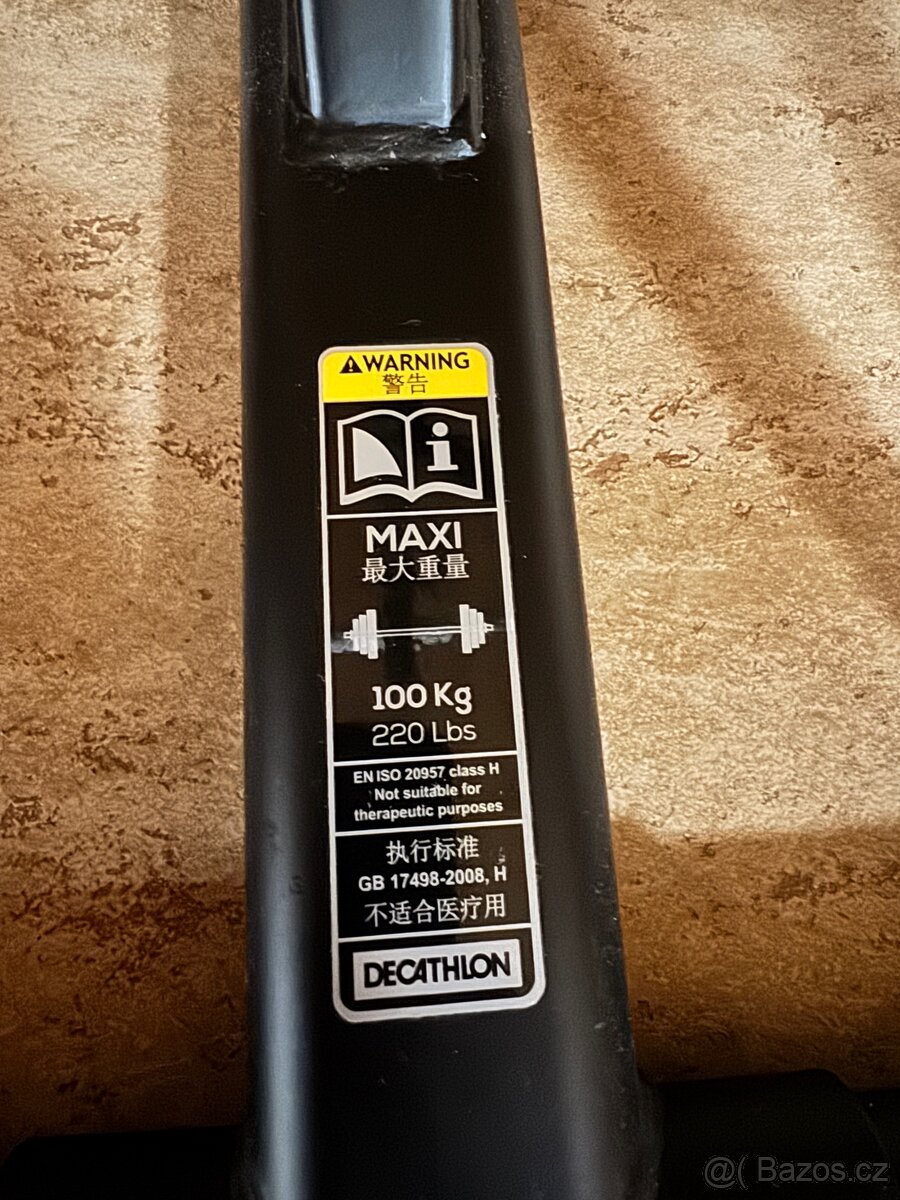 WARNING
警告
i
MAXI
最大重量
100 Kg
220 Lbs
EN ISO 20957 class H
Not suitable for
therapeutic purposes
执行标准
GB 17498-2008, H
不适合医疗用
DECATHLON
@( Bazos.cz